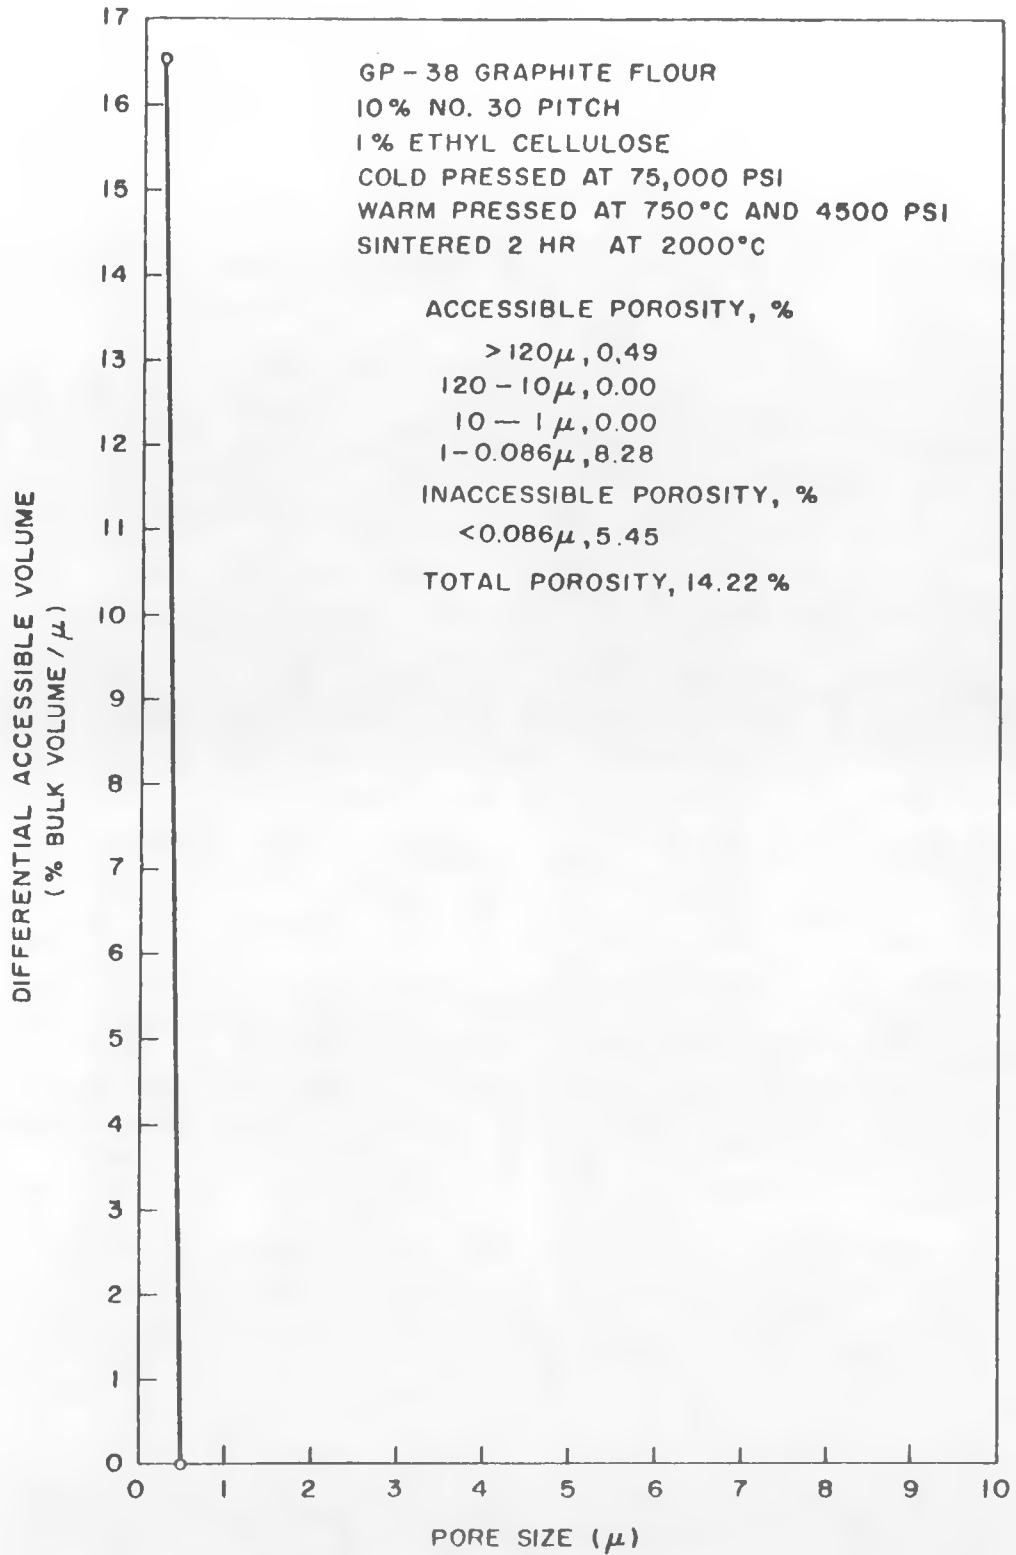 17
16
15
14
13
12
11
10
9
8
7
6
5
4
3
2
1
0
DIFFERENTIAL ACCESSIBLE VOLUME
(% BULK VOLUME/μ)
GP-38 GRAPHITE FLOUR
10% NO. 30 PITCH
1% ETHYL CELLULOSE
COLD PRESSED AT 75,000 PSI
WARM PRESSED AT 750°C AND 4500 PSI
SINTERED 2 HR AT 2000°C
ACCESSIBLE POROSITY, %
>120μ, 0.49
120-10μ, 0.00
10-1μ, 0.00
1-0.086μ, 8.28
INACCESSIBLE POROSITY, %
<0.086μ, 5.45
TOTAL POROSITY, 14.22%
0 1 2 3 4 5 6 7 8 9 10
PORE SIZE (μ)